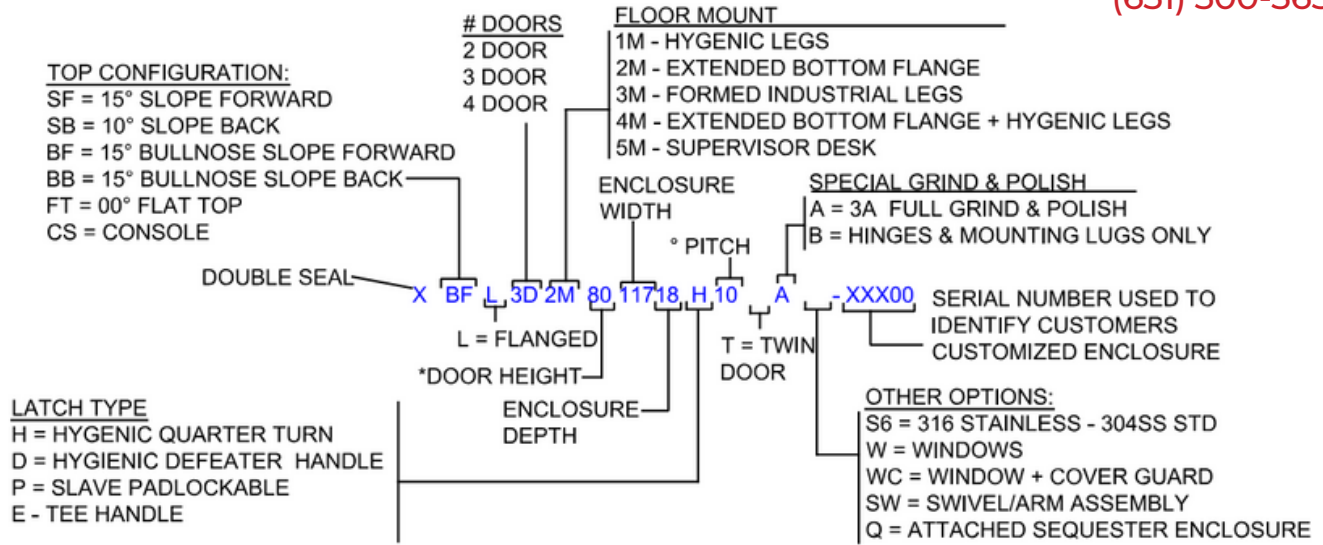 (651) 300-363
# DOORS
2 DOOR
3 DOOR
4 DOOR
FLOOR MOUNT
1M - HYGENIC LEGS
2M - EXTENDED BOTTOM FLANGE
3M - FORMED INDUSTRIAL LEGS
4M - EXTENDED BOTTOM FLANGE + HYGENIC LEGS
5M - SUPERVISOR DESK
TOP CONFIGURATION:
SF = 15° SLOPE FORWARD
SB = 10° SLOPE BACK
BF = 15° BULLNOSE SLOPE FORWARD
BB = 15° BULLNOSE SLOPE BACK
FT = 00° FLAT TOP
CS = CONSOLE
ENCLOSURE
WIDTH
° PITCH
SPECIAL GRIND & POLISH
A = 3A FULL GRIND & POLISH
B = HINGES & MOUNTING LUGS ONLY
DOUBLE SEAL
X BF L 3D 2M 80 11718 H 10 A -XXX00
SERIAL NUMBER USED TO
IDENTIFY CUSTOMERS
CUSTOMIZED ENCLOSURE
L = FLANGED
*DOOR HEIGHT
ENCLOSURE
DEPTH
T = TWIN
DOOR
LATCH TYPE
H = HYGENIC QUARTER TURN
D = HYGIENIC DEFEATER HANDLE
P = SLAVE PADLOCKABLE
E - TEE HANDLE
OTHER OPTIONS:
S6 = 316 STAINLESS - 304SS STD
W = WINDOWS
WC = WINDOW + COVER GUARD
SW = SWIVEL/ARM ASSEMBLY
Q = ATTACHED SEQUESTER ENCLOSURE